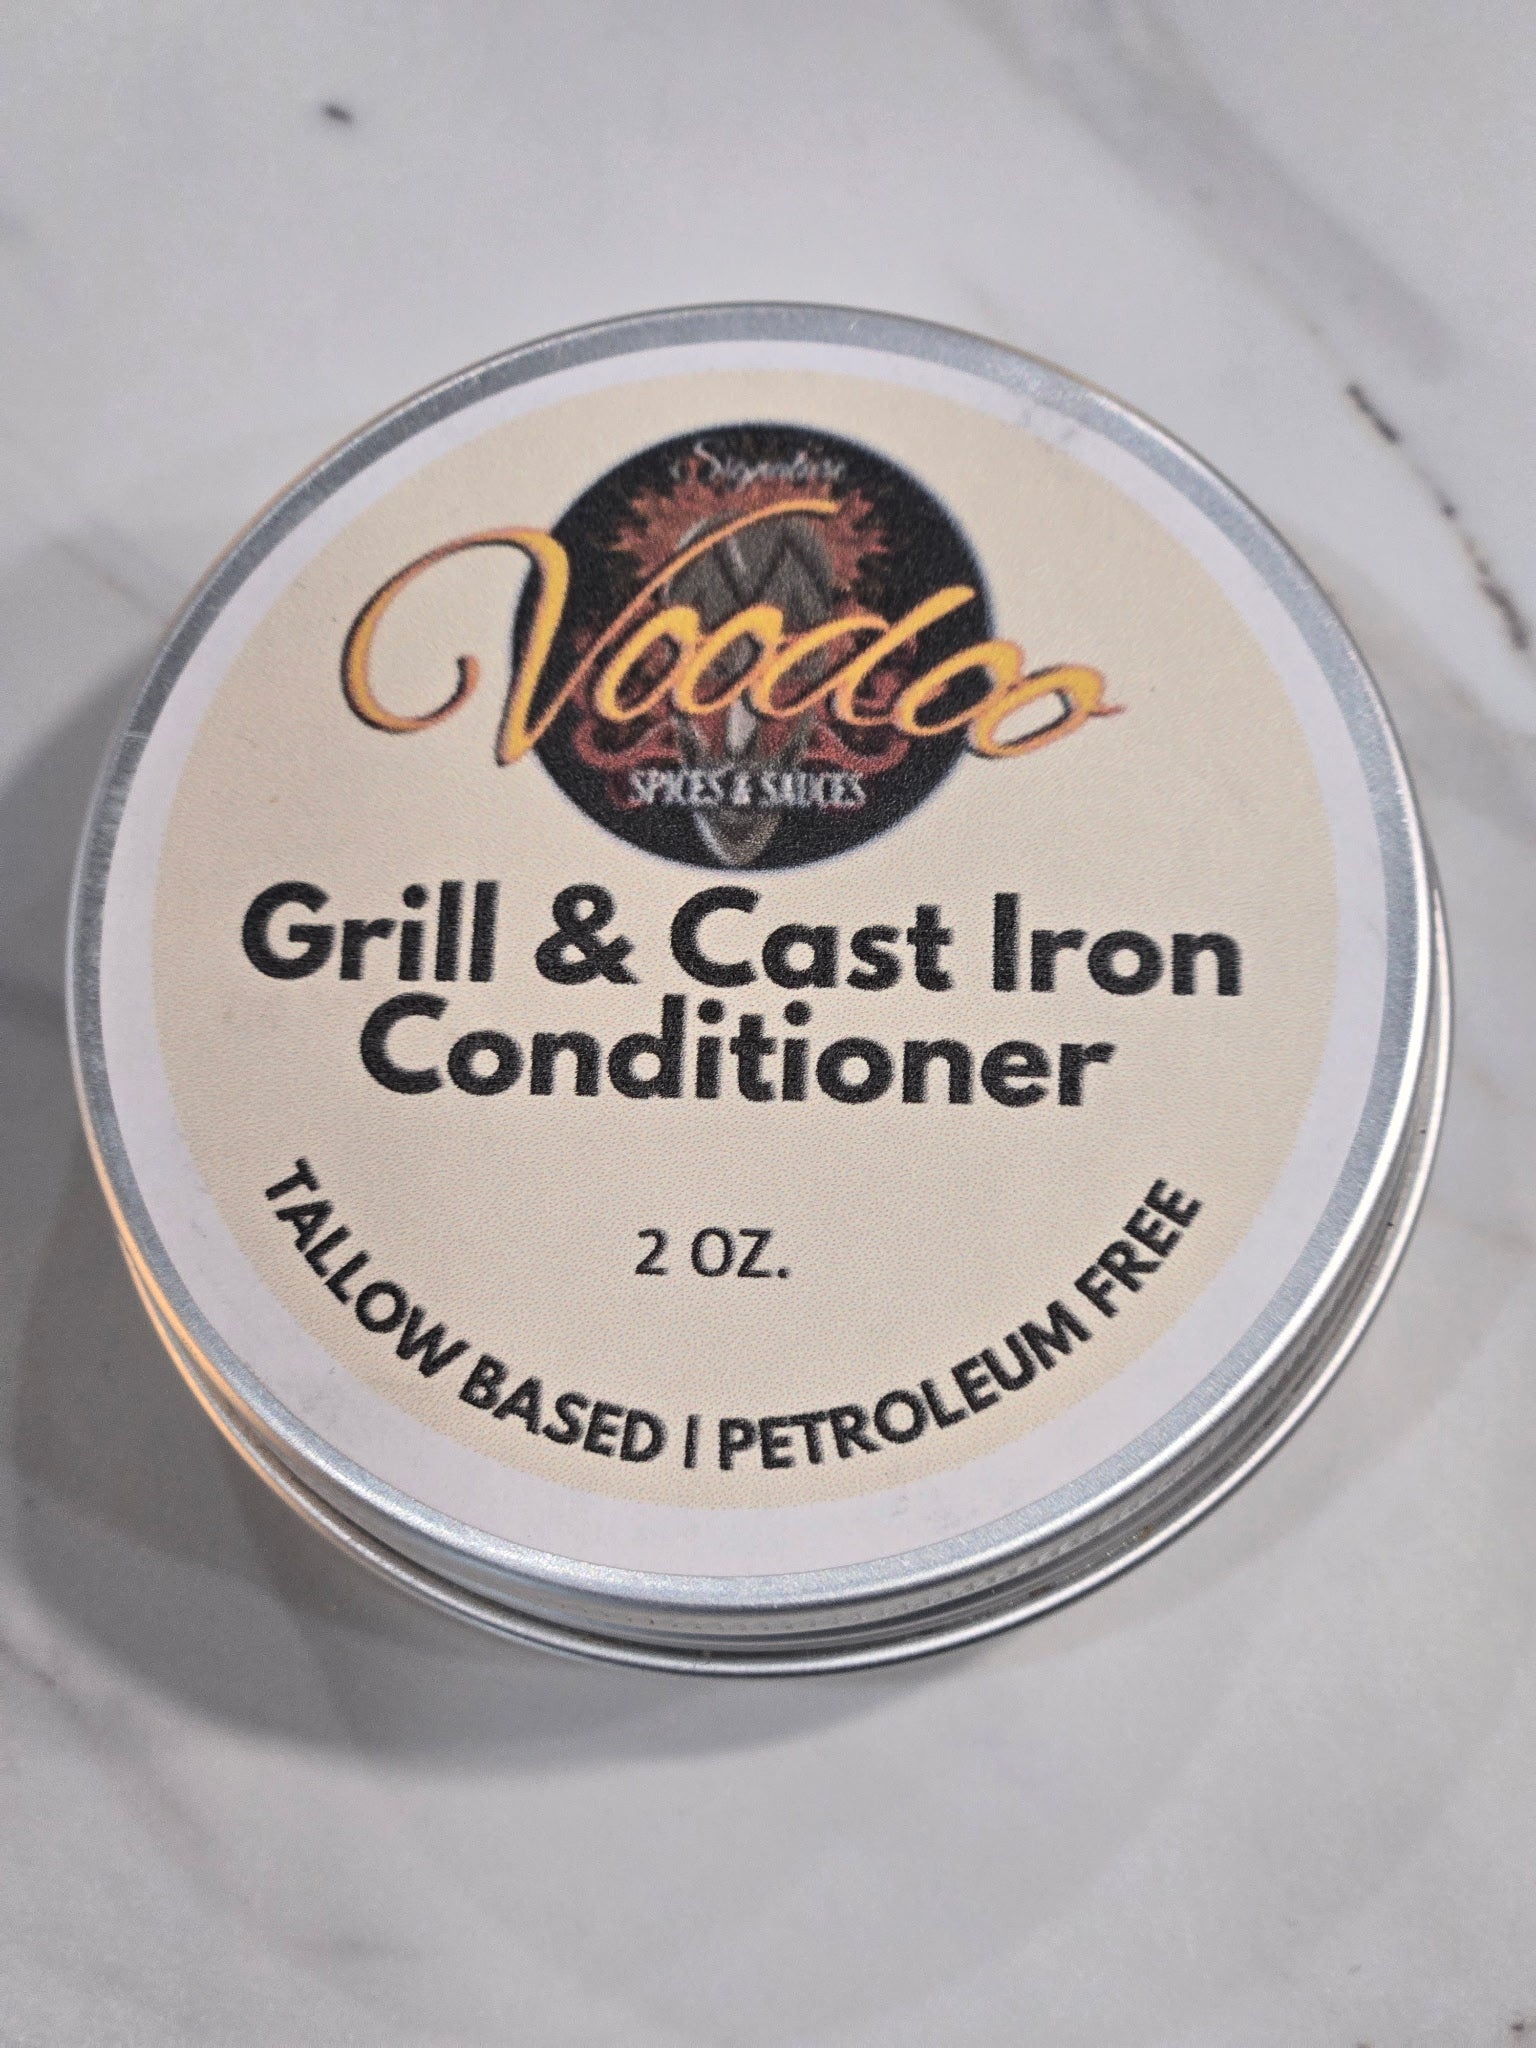 Signature
Voodoo
SPICES & SAUCES
Grill & Cast Iron
Conditioner
2 OZ.
TALLOW BASED | PETROLEUM FREE